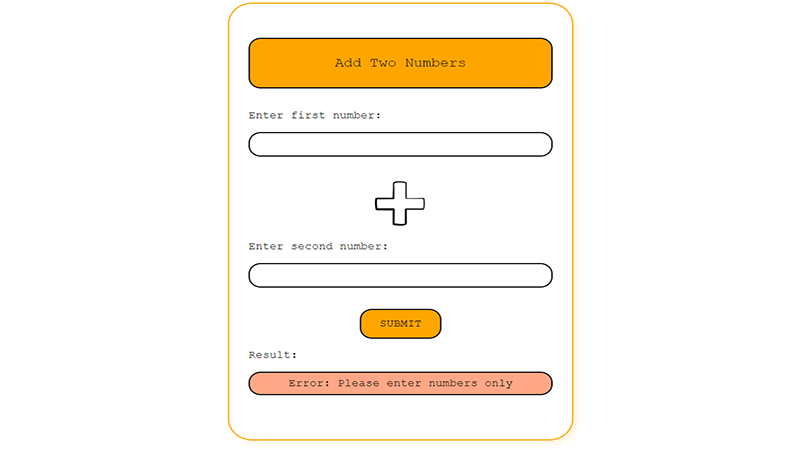 Add Two Numbers
Enter first number:
Enter second number:
SUBMIT
Result:
Error: Please enter numbers only